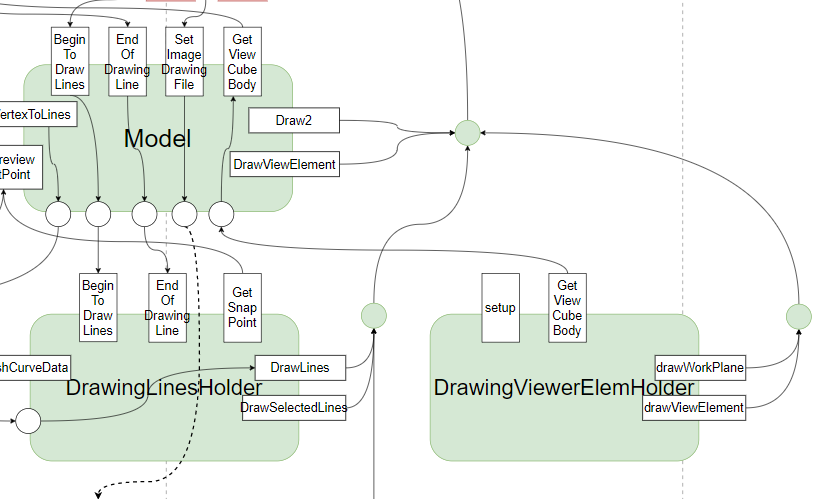 Begin
To
Draw
Lines
End
Of
Drawing
Line
Set
Image
Drawing
File
Get
View
Cube
Body
ertexToLines
Model
Draw2
DrawViewElement
review
tPoint
Begin
To
Draw
Lines
End
Of
Drawing
Line
Get
Snap
Point
setup
Get
View
Cube
Body
shCurveData
DrawLines
drawWorkPlane
DrawingLinesHolder
DrawingViewerElemHolder
DrawSelectedLines
drawViewElement